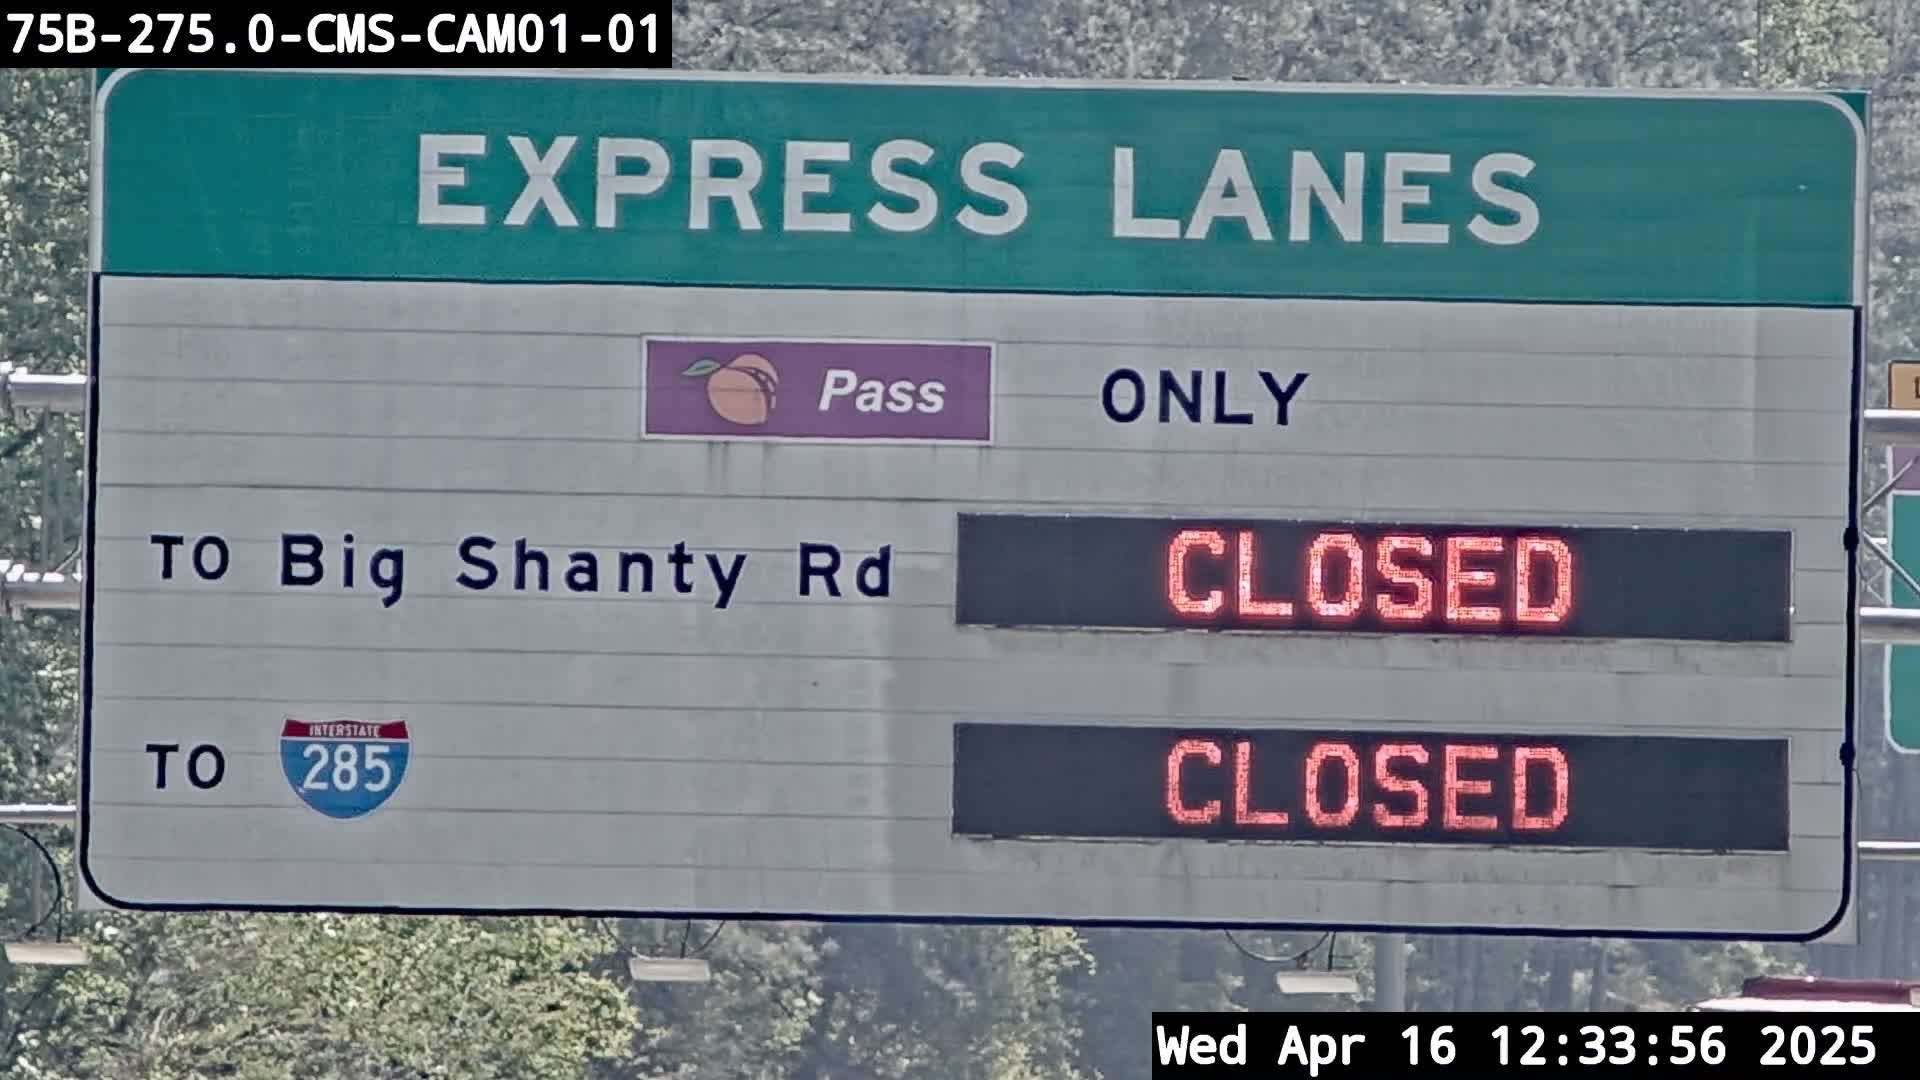 75B-275.0-CMS-CAM01-01
EXPRESS LANES
Pass ONLY
TO Big Shanty Rd CLOSED
TO INTERSTATE 285 CLOSED
Wed Apr 16 12:33:56 2025